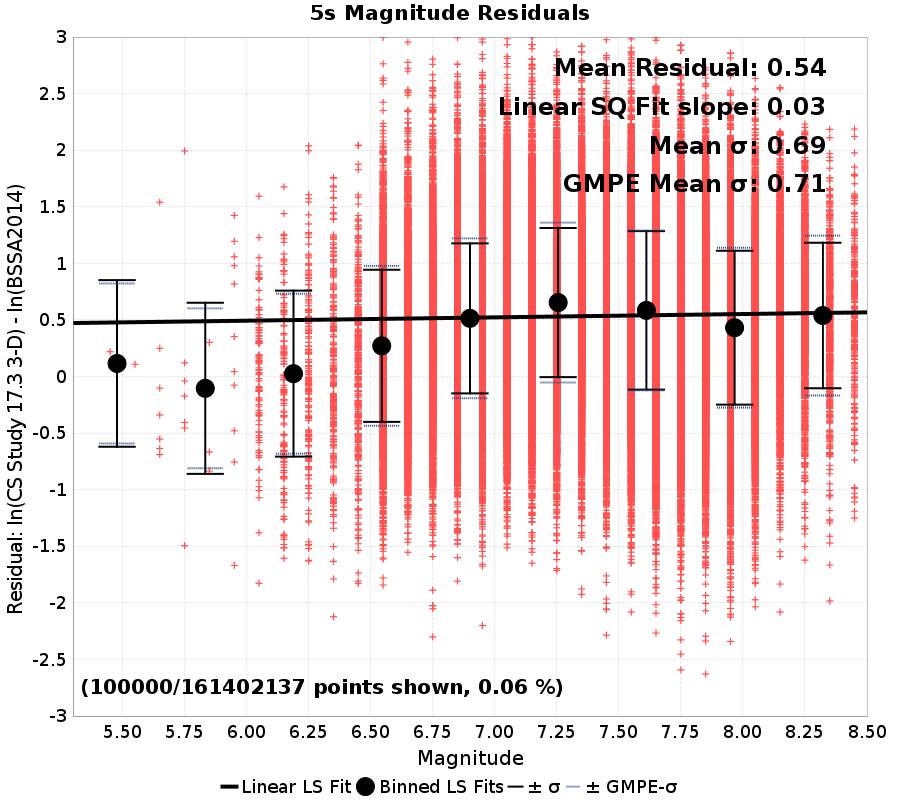 5s Magnitude Residuals
Mean Residual: 0.54
Linear SQ Fit slope: 0.03
Mean σ: 0.69
GMPE Mean σ: 0.71
Residual: ln(CS Study 17.3 3-D) - ln(BSSA2014)
3
2.5
2
1.5
1
0.5
0
-0.5
-1
-1.5
-2
-2.5
-3
(100000/161402137 points shown, 0.06 %)
5.50 5.75 6.00 6.25 6.50 6.75 7.00 7.25 7.50 7.75 8.00 8.25 8.50
Magnitude
Linear LS Fit Binned LS Fits ± σ ± GMPE-σ